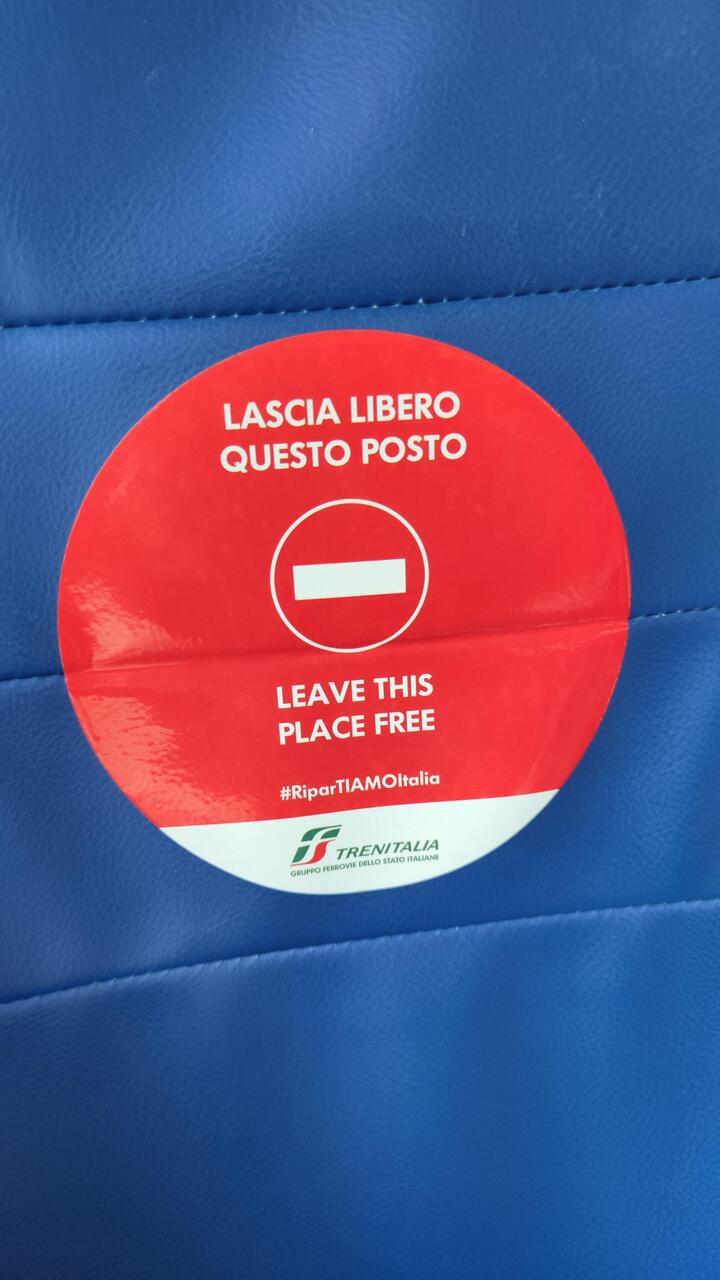 LASCIA LIBERO
QUESTO POSTO
LEAVE THIS
PLACE FREE
#RiparTIAMOItalia
TRENITALIA
GRUPPO FERROVIE DELLO STATO ITALIANE